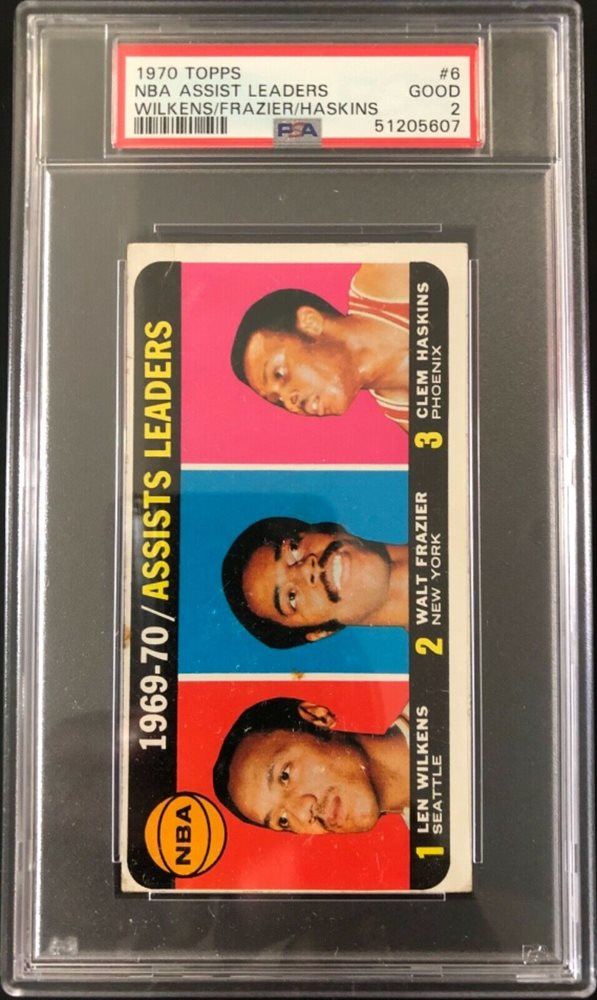 1970 TOPPS #6
NBA ASSIST LEADERS GOOD
WILKENS/FRAZIER/HASKINS 2
PSA 51205607
1969-70/ASSISTS LEADERS
NBA
1 LEN WILKENS
SEATTLE
2 WALT FRAZIER
NEW YORK
3 CLEM HASKINS
PHOENIX